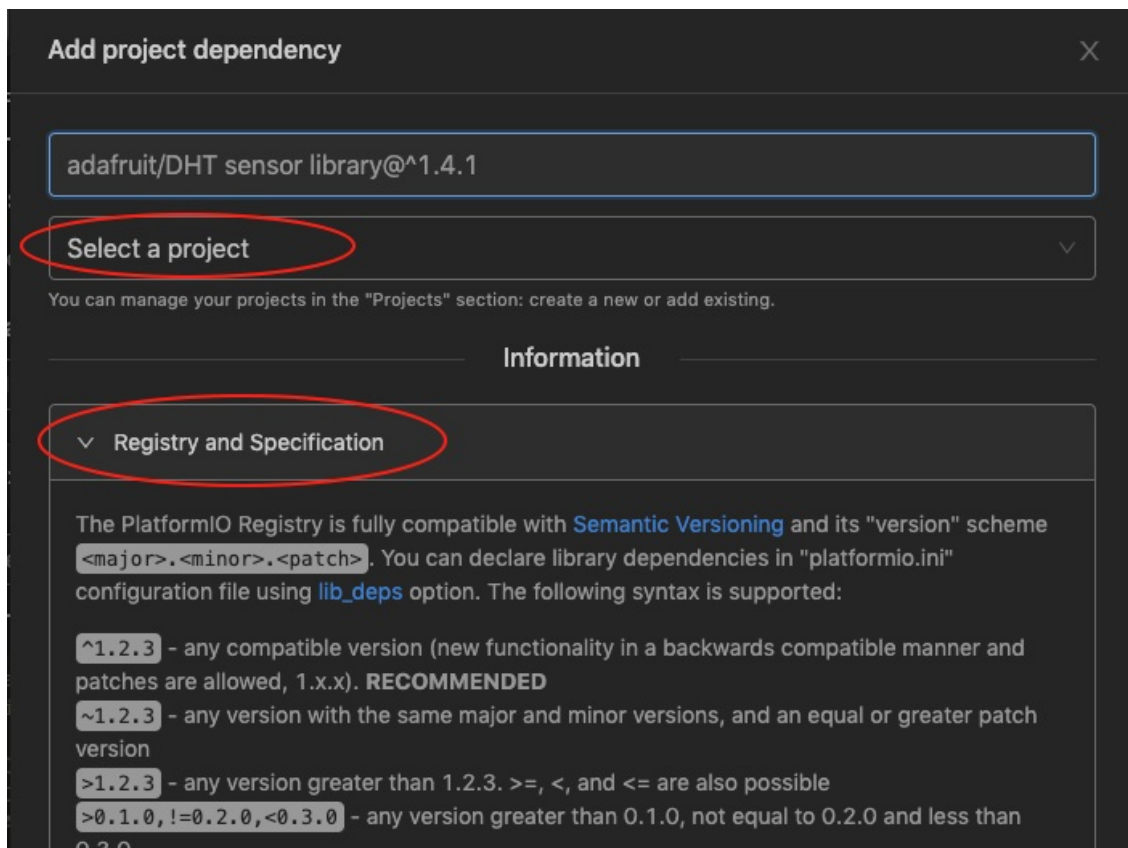 Add project dependency
adafruit/DHT sensor library@^1.4.1
Select a project
You can manage your projects in the "Projects" section: create a new or add existing.
Information
Registry and Specification
The PlatformIO Registry is fully compatible with Semantic Versioning and its "version" scheme
<major>.<minor>.<patch>. You can declare library dependencies in "platformio.ini"
configuration file using lib_deps option. The following syntax is supported:
^1.2.3 - any compatible version (new functionality in a backwards compatible manner and
patches are allowed, 1.x.x). RECOMMENDED
~1.2.3 - any version with the same major and minor versions, and an equal or greater patch
version
>1.2.3 - any version greater than 1.2.3. >=, <, and <= are also possible
>0.1.0,!=0.2.0,<0.3.0 - any version greater than 0.1.0, not equal to 0.2.0 and less than